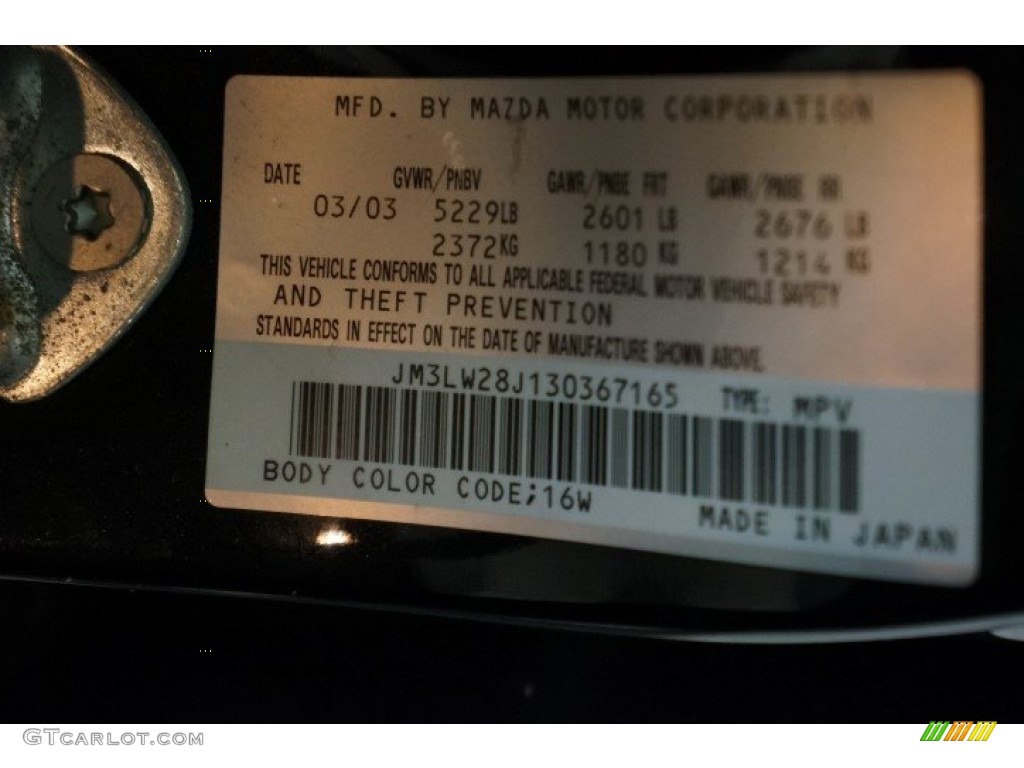 MFD. BY MAZDA MOTOR CORPORATION
DATE GVWR/PNBV GAWR/PNBE FRT GAWR/PNBE RR
03/03 5229LB 2601 LB 2676 LB
2372KG 1180 KG 1214 KG
THIS VEHICLE CONFORMS TO ALL APPLICABLE FEDERAL MOTOR VEHICLE SAFETY
AND THEFT PREVENTION
STANDARDS IN EFFECT ON THE DATE OF MANUFACTURE SHOWN ABOVE.
JM3LW28J130367165 TYPE: MPV
BODY COLOR CODE;16W
MADE IN JAPAN
GTCARLOT.COM